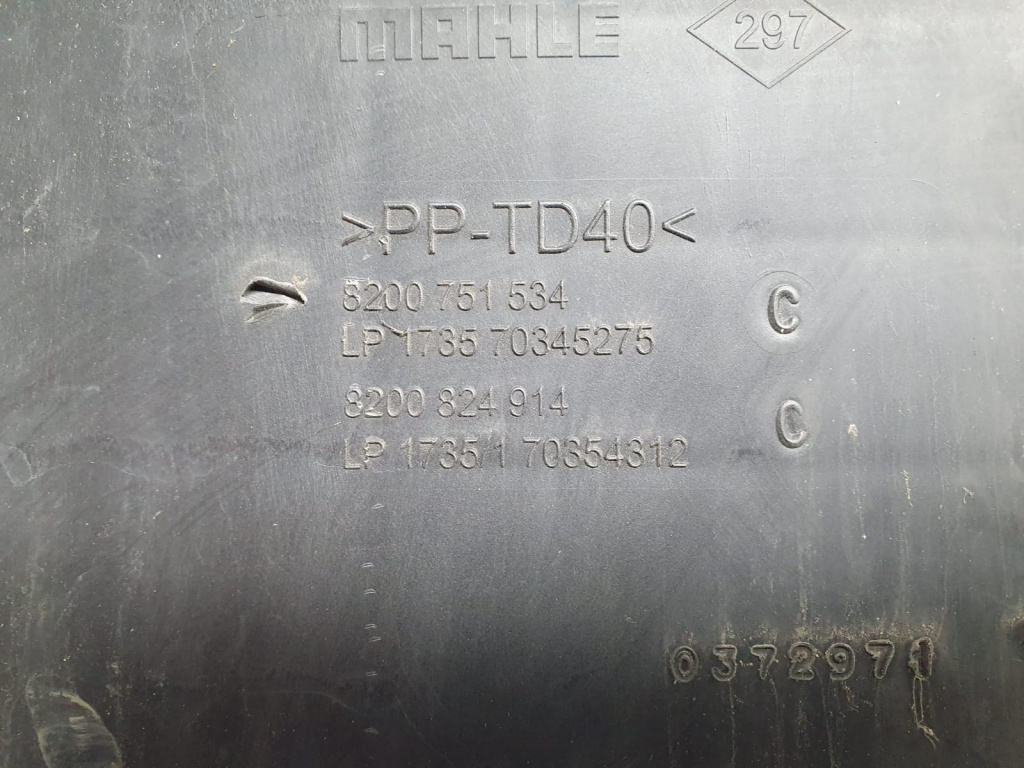 MAHLE
297
>PP-TD40<
8200 751 534
C
LP 1735 70345275
8200 824 914
C
LP 1735/1 70354312
0372971